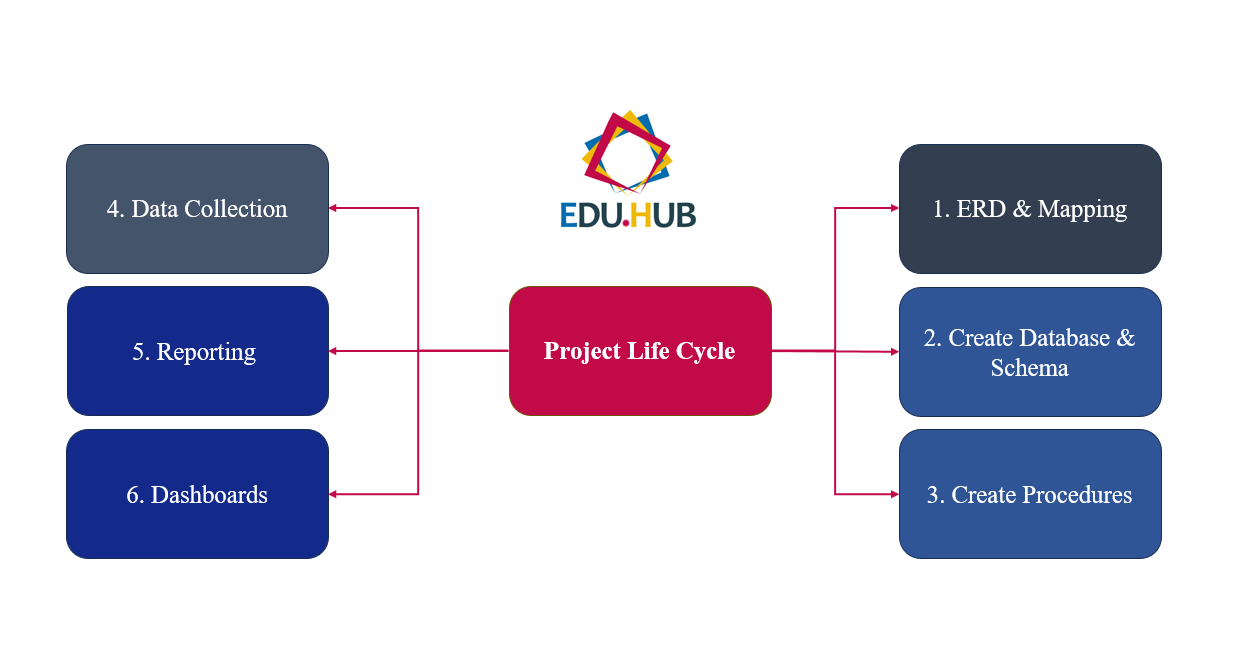 EDU.HUB
Project Life Cycle
1. ERD & Mapping
2. Create Database &
Schema
3. Create Procedures
4. Data Collection
5. Reporting
6. Dashboards